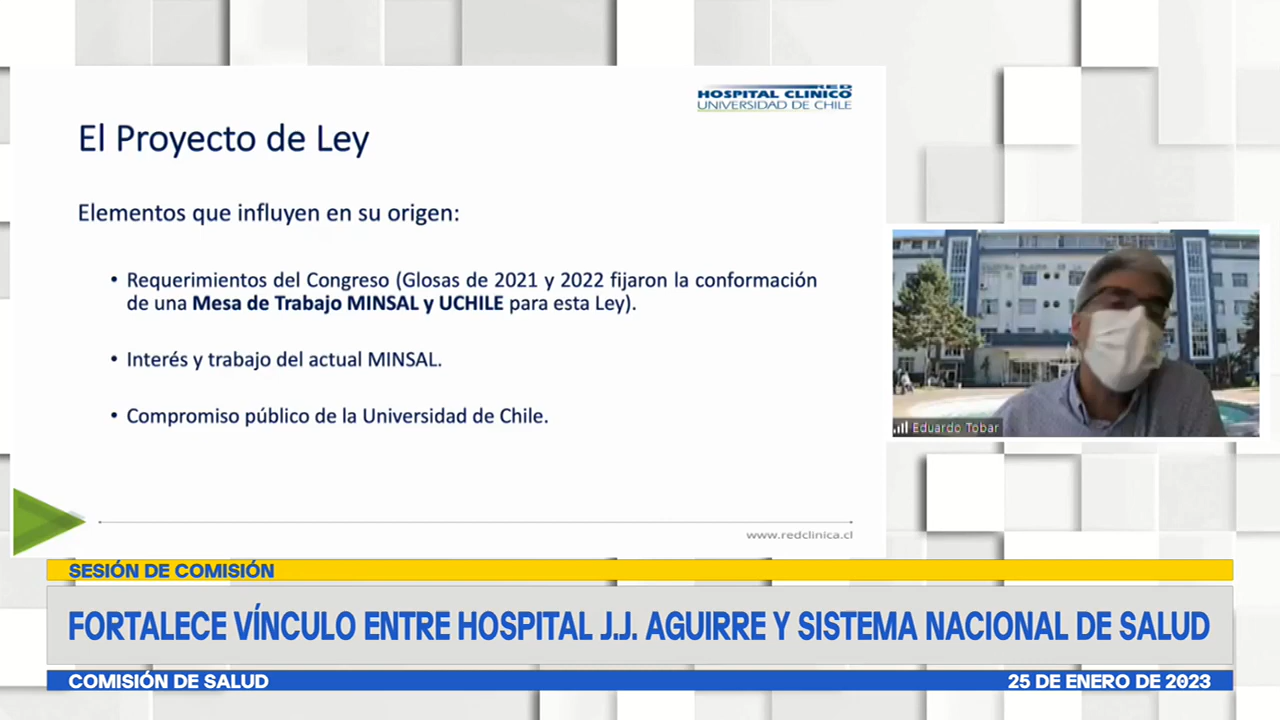 RED
HOSPITAL CLINICO
UNIVERSIDAD DE CHILE
El Proyecto de Ley
Elementos que influyen en su origen:
• Requerimientos del Congreso (Glosas de 2021 y 2022 fijaron la conformación
de una Mesa de Trabajo MINSAL y UCHILE para esta Ley).
• Interés y trabajo del actual MINSAL.
• Compromiso público de la Universidad de Chile.
www.redclinica.cl
Eduardo Tobar
SESIÓN DE COMISIÓN
FORTALECE VÍNCULO ENTRE HOSPITAL J.J. AGUIRRE Y SISTEMA NACIONAL DE SALUD
COMISIÓN DE SALUD
25 DE ENERO DE 2023